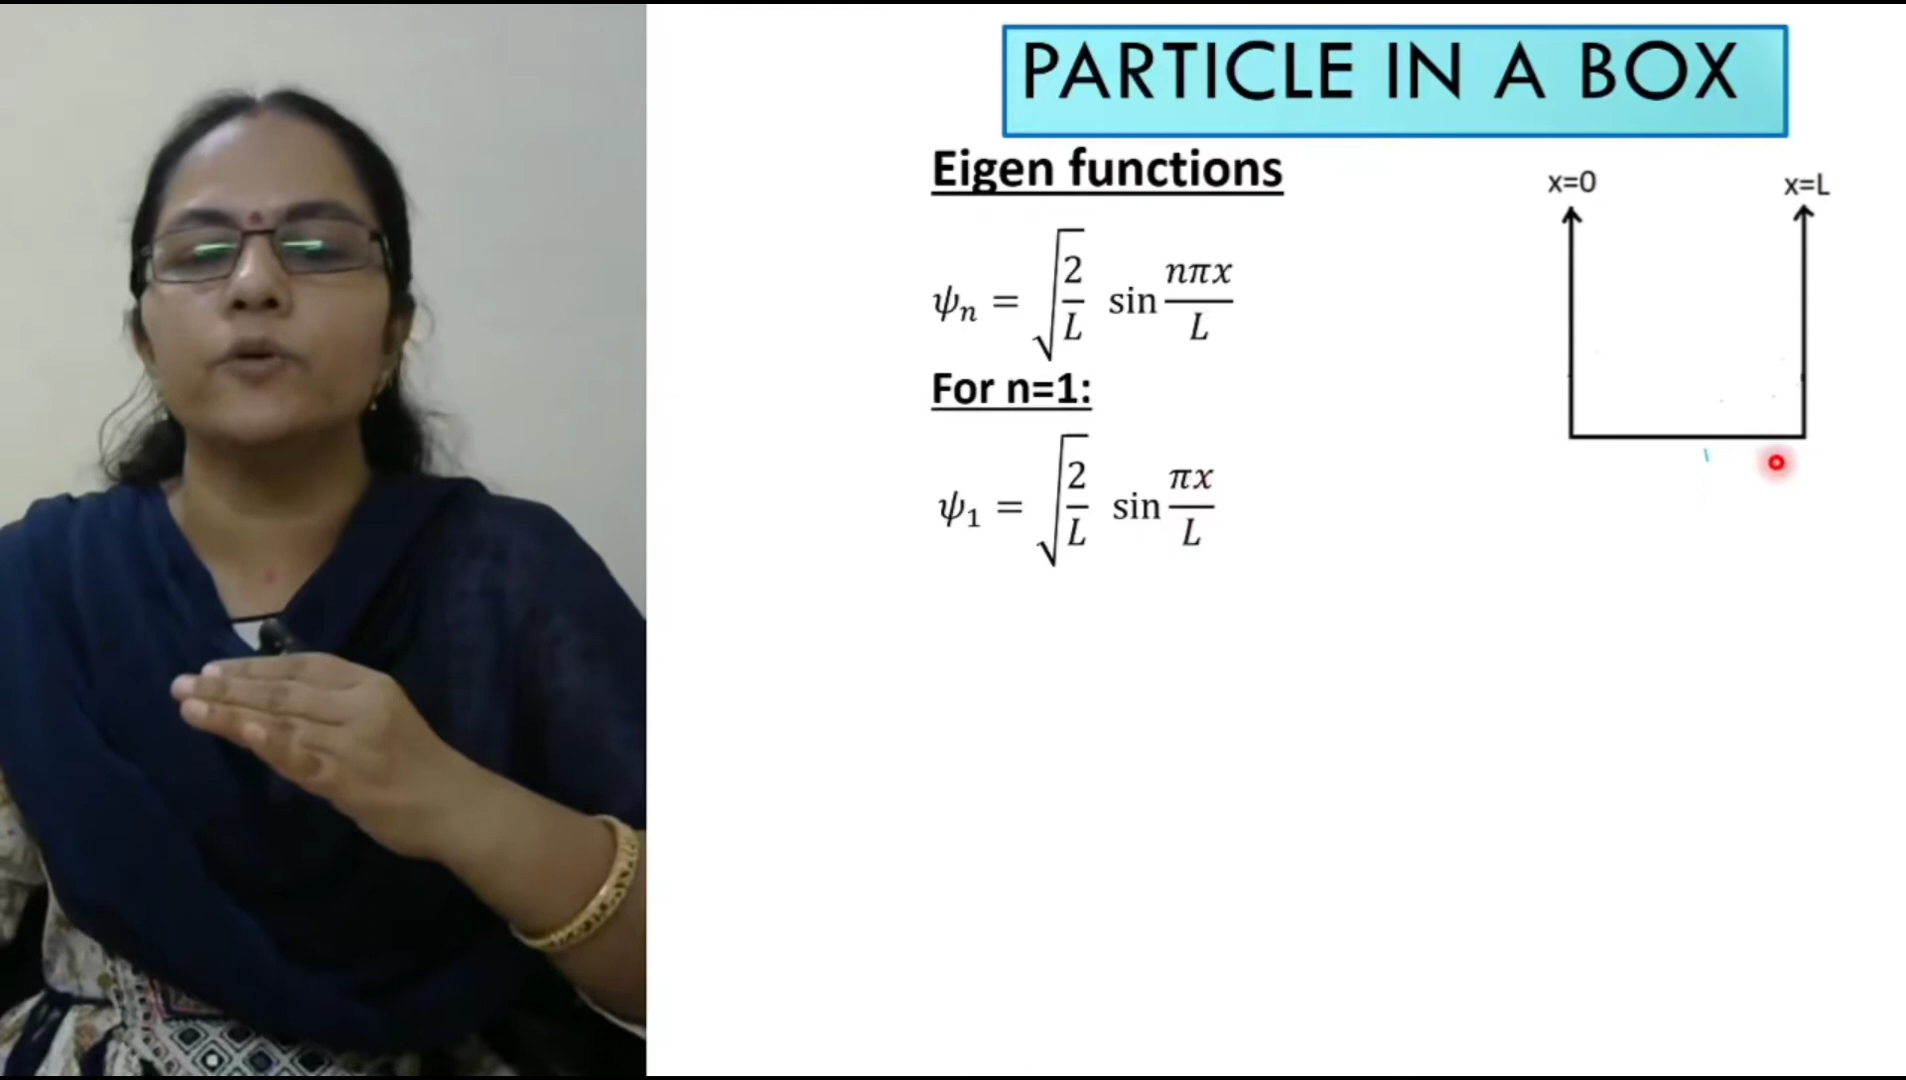 PARTICLE IN A BOX
Eigen functions
x=0
x=L
ψₙ = √(2/L) sin nπx/L
For n=1:
ψ₁ = √(2/L) sin πx/L